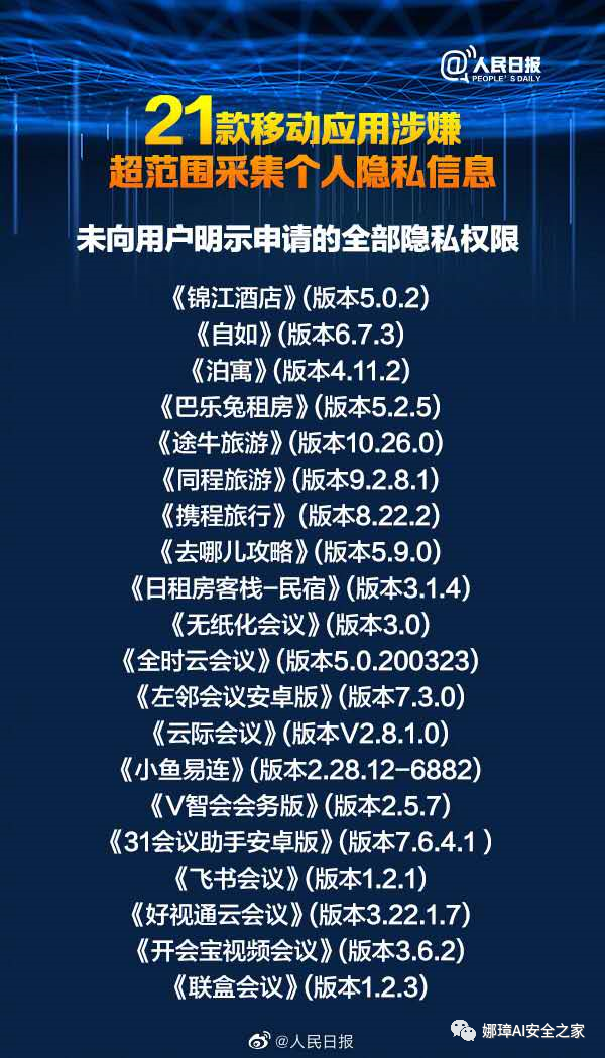 @人民日报
PEOPLE'S DAILY
21款移动应用涉嫌
超范围采集个人隐私信息
未向用户明示申请的全部隐私权限
《锦江酒店》(版本5.0.2)
《自如》(版本6.7.3)
《泊寓》(版本4.11.2)
《巴乐兔租房》(版本5.2.5)
《途牛旅游》(版本10.26.0)
《同程旅游》(版本9.2.8.1)
《携程旅行》(版本8.22.2)
《去哪儿攻略》(版本5.9.0)
《日租房客栈-民宿》(版本3.1.4)
《无纸化会议》(版本3.0)
《全时云会议》(版本5.0.200323)
《左邻会议安卓版》(版本7.3.0)
《云际会议》(版本V2.8.1.0)
《小鱼易连》(版本2.28.12-6882)
《V智会会务版》(版本2.5.7)
《31会议助手安卓版》(版本7.6.4.1 )
《飞书会议》(版本1.2.1)
《好视通云会议》(版本3.22.1.7)
《开会宝视频会议》(版本3.6.2)
《联盒会议》(版本1.2.3)
娜璋AI安全之家
@人民日报